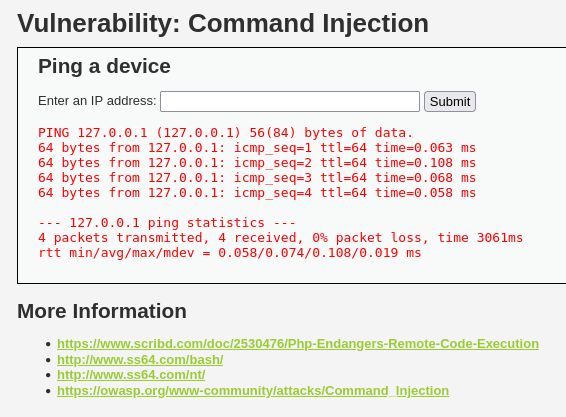 Vulnerability: Command Injection
Ping a device
Enter an IP address: Submit
PING 127.0.0.1 (127.0.0.1) 56(84) bytes of data.
64 bytes from 127.0.0.1: icmp_seq=1 ttl=64 time=0.063 ms
64 bytes from 127.0.0.1: icmp_seq=2 ttl=64 time=0.108 ms
64 bytes from 127.0.0.1: icmp_seq=3 ttl=64 time=0.068 ms
64 bytes from 127.0.0.1: icmp_seq=4 ttl=64 time=0.058 ms
--- 127.0.0.1 ping statistics ---
4 packets transmitted, 4 received, 0% packet loss, time 3061ms
rtt min/avg/max/mdev = 0.058/0.074/0.108/0.019 ms
More Information
https://www.scribd.com/doc/2530476/Php-Endangers-Remote-Code-Execution
http://www.ss64.com/bash/
http://www.ss64.com/nt/
https://owasp.org/www-community/attacks/Command_Injection